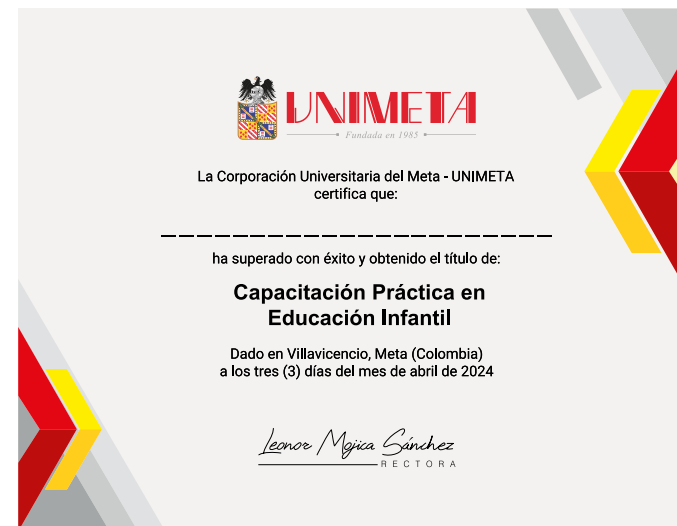 UNIMETA
Fundada en 1985
La Corporación Universitaria del Meta - UNIMETA
certifica que:
ha superado con éxito y obtenido el título de:
Capacitación Práctica en
Educación Infantil
Dado en Villavicencio, Meta (Colombia)
a los tres (3) días del mes de abril de 2024
Leonor Mojica Sánchez
RECTORA